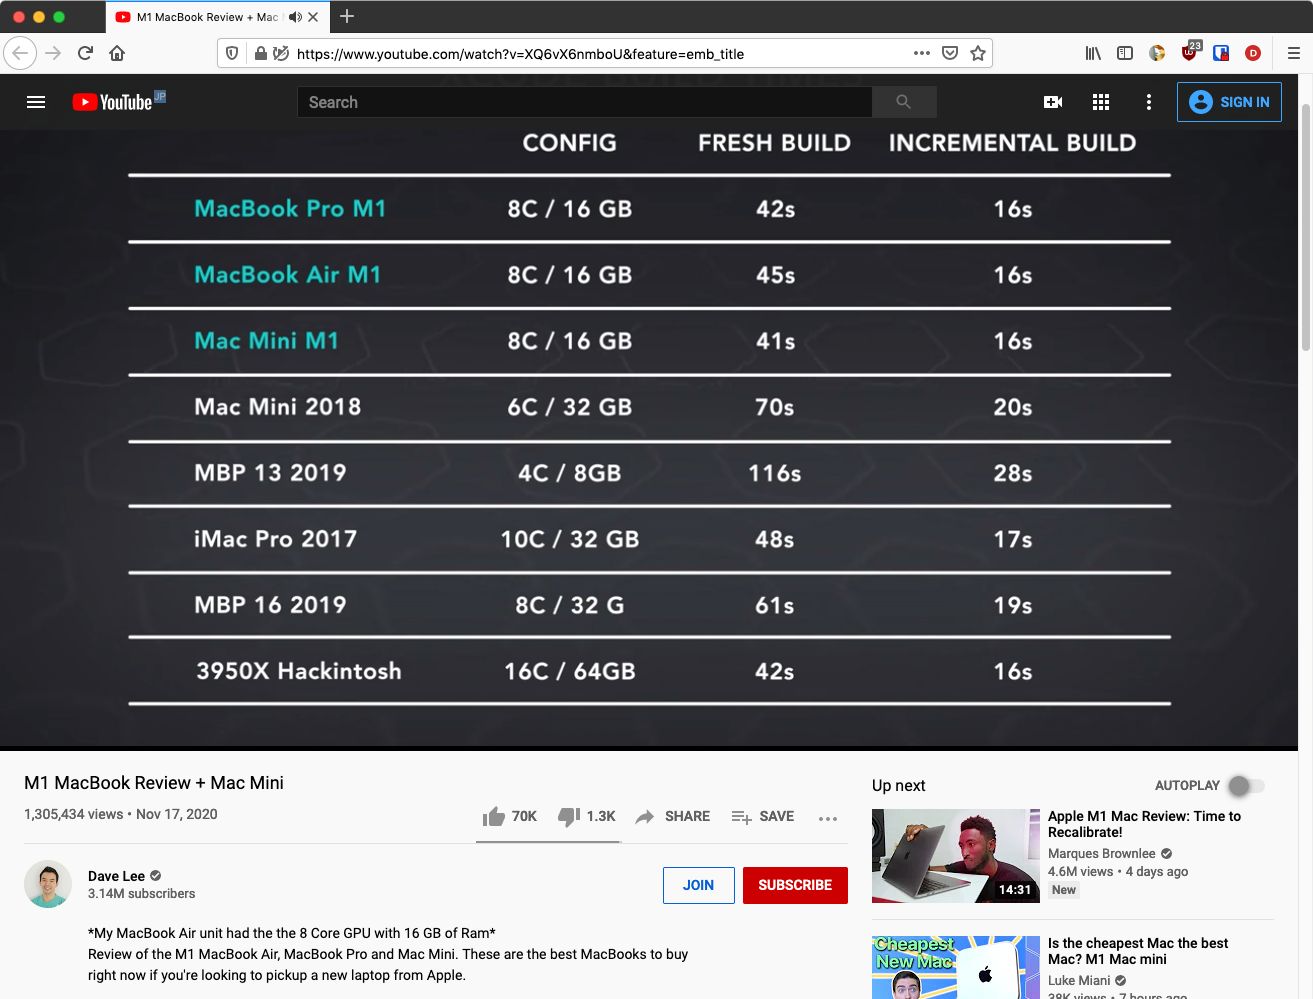 M1 MacBook Review + Mac
https://www.youtube.com/watch?v=XQ6vX6nmboU&feature=emb_title
23
D
YouTube JP
Search
SIGN IN
CONFIG FRESH BUILD INCREMENTAL BUILD
MacBook Pro M1 8C / 16 GB 42s 16s
MacBook Air M1 8C / 16 GB 45s 16s
Mac Mini M1 8C / 16 GB 41s 16s
Mac Mini 2018 6C / 32 GB 70s 20s
MBP 13 2019 4C / 8GB 116s 28s
iMac Pro 2017 10C / 32 GB 48s 17s
MBP 16 2019 8C / 32 G 61s 19s
3950X Hackintosh 16C / 64GB 42s 16s
M1 MacBook Review + Mac Mini
1,305,434 views • Nov 17, 2020
70K 1.3K SHARE SAVE
Dave Lee
3.14M subscribers
JOIN SUBSCRIBE
*My MacBook Air unit had the the 8 Core GPU with 16 GB of Ram*
Review of the M1 MacBook Air, MacBook Pro and Mac Mini. These are the best MacBooks to buy
right now if you're looking to pickup a new laptop from Apple.
Up next AUTOPLAY
14:31
Apple M1 Mac Review: Time to
Recalibrate!
Marques Brownlee
4.6M views • 4 days ago
New
Cheapest
New Mac
Is the cheapest Mac the best
Mac? M1 Mac mini
Luke Miani
38K views • 7 hours ago